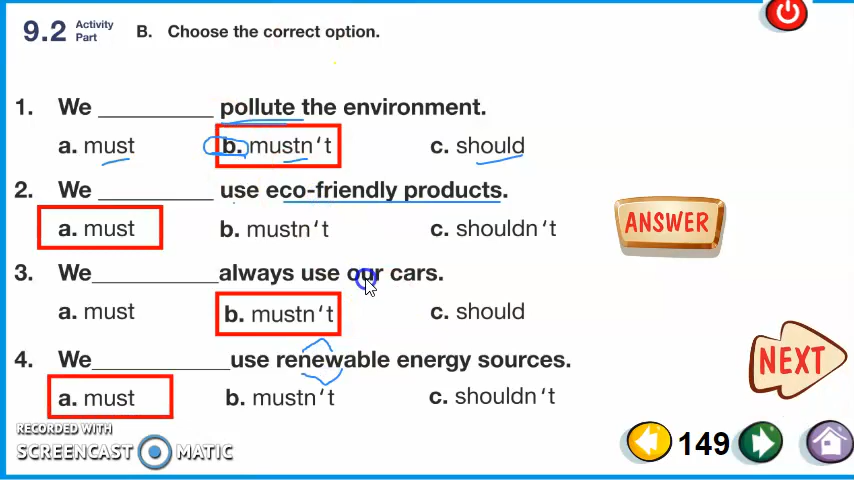 9.2 Activity Part B. Choose the correct option.
1. We __________ pollute the environment.
a. must b. mustn't c. should
2. We __________ use eco-friendly products.
a. must b. mustn't c. shouldn't
ANSWER
3. We___________always use our cars.
a. must b. mustn't c. should
4. We____________use renewable energy sources.
NEXT
a. must b. mustn't c. shouldn't
RECORDED WITH
SCREENCAST MATIC
149